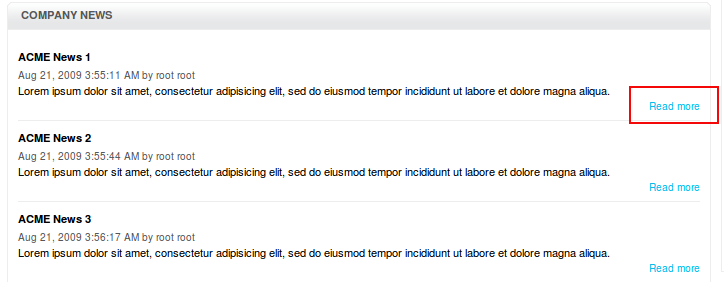 COMPANY NEWS
ACME News 1
Aug 21, 2009 3:55:11 AM by root root
Lorem ipsum dolor sit amet, consectetur adipisicing elit, sed do eiusmod tempor incididunt ut labore et dolore magna aliqua.
Read more
ACME News 2
Aug 21, 2009 3:55:44 AM by root root
Lorem ipsum dolor sit amet, consectetur adipisicing elit, sed do eiusmod tempor incididunt ut labore et dolore magna aliqua.
Read more
ACME News 3
Aug 21, 2009 3:56:17 AM by root root
Lorem ipsum dolor sit amet, consectetur adipisicing elit, sed do eiusmod tempor incididunt ut labore et dolore magna aliqua.
Read more